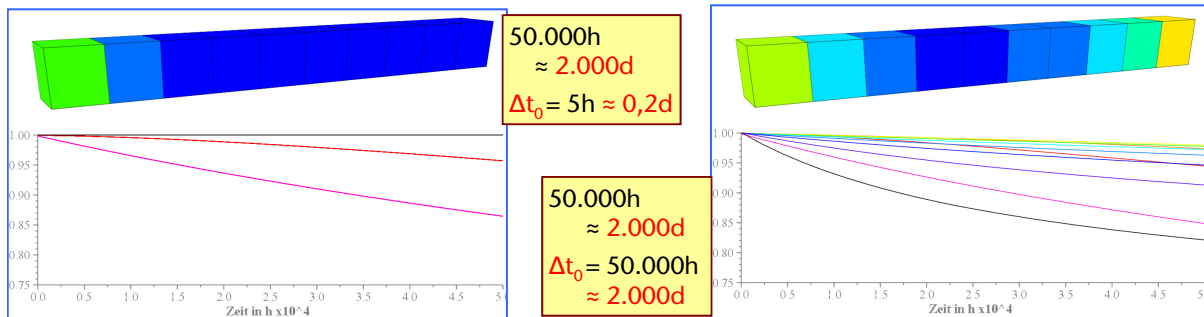 50.000h
≈ 2.000d
Δt₀ = 5h ≈ 0,2d
1.00
0.95
0.90
0.85
0.80
0.75
0.0 0.5 1.0 1.5 2.0 2.5 3.0 3.5 4.0 4.5 5.0
Zeit in h x10^4
50.000h
≈ 2.000d
Δt₀ = 50.000h
≈ 2.000d
1.00
0.95
0.90
0.85
0.80
0.75
0.0 0.5 1.0 1.5 2.0 2.5 3.0 3.5 4.0 4.5 5.
Zeit in h x10^4